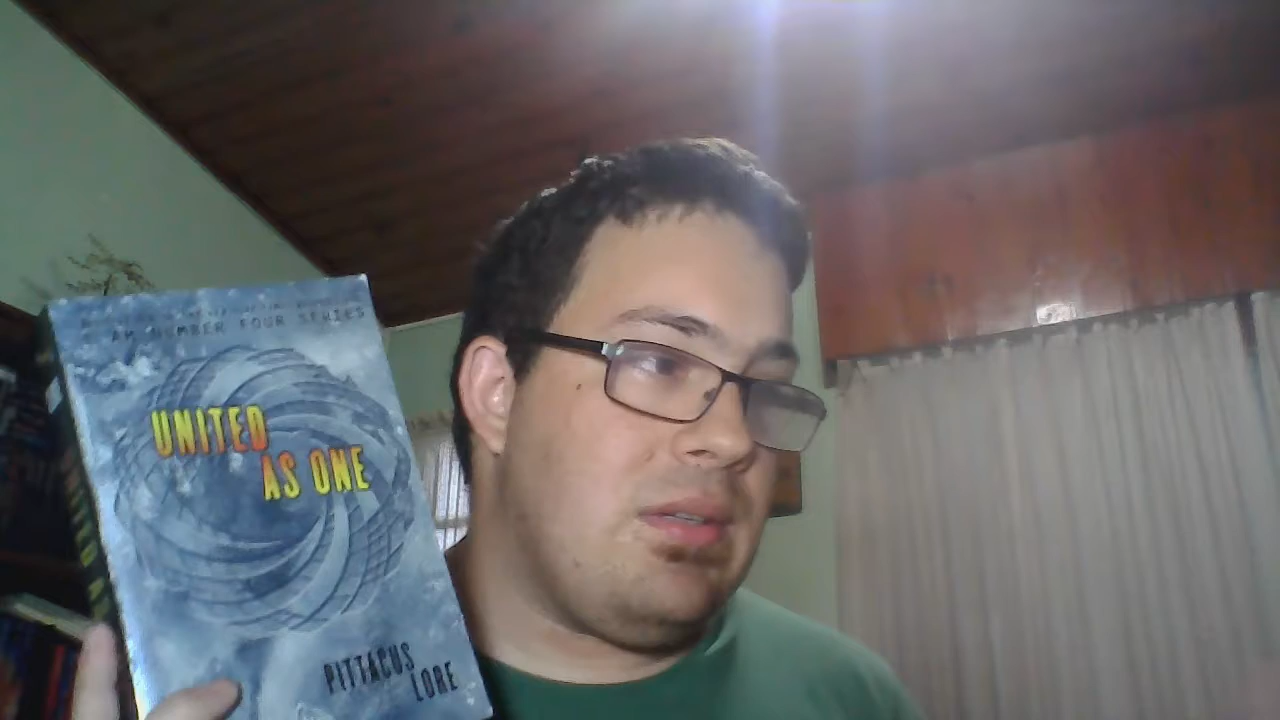 I AM NUMBER FOUR SERIES
UNITED
AS ONE
PITTACUS
LORE